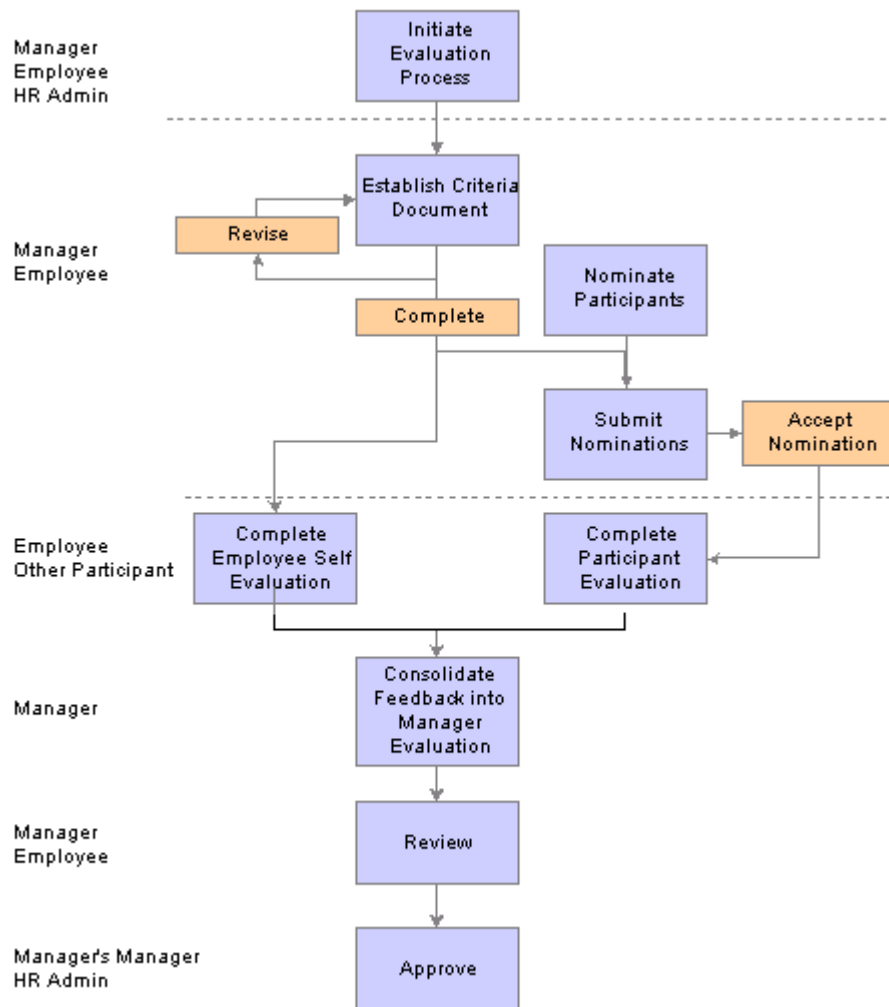 Manager
Employee
HR Admin
Initiate
Evaluation
Process
Establish Criteria
Document
Revise
Manager
Employee
Nominate
Participants
Complete
Submit
Nominations
Accept
Nomination
Employee
Other Participant
Complete
Employee Self
Evaluation
Complete
Participant
Evaluation
Manager
Consolidate
Feedback into
Manager
Evaluation
Manager
Employee
Review
Manager's Manager
HR Admin
Approve